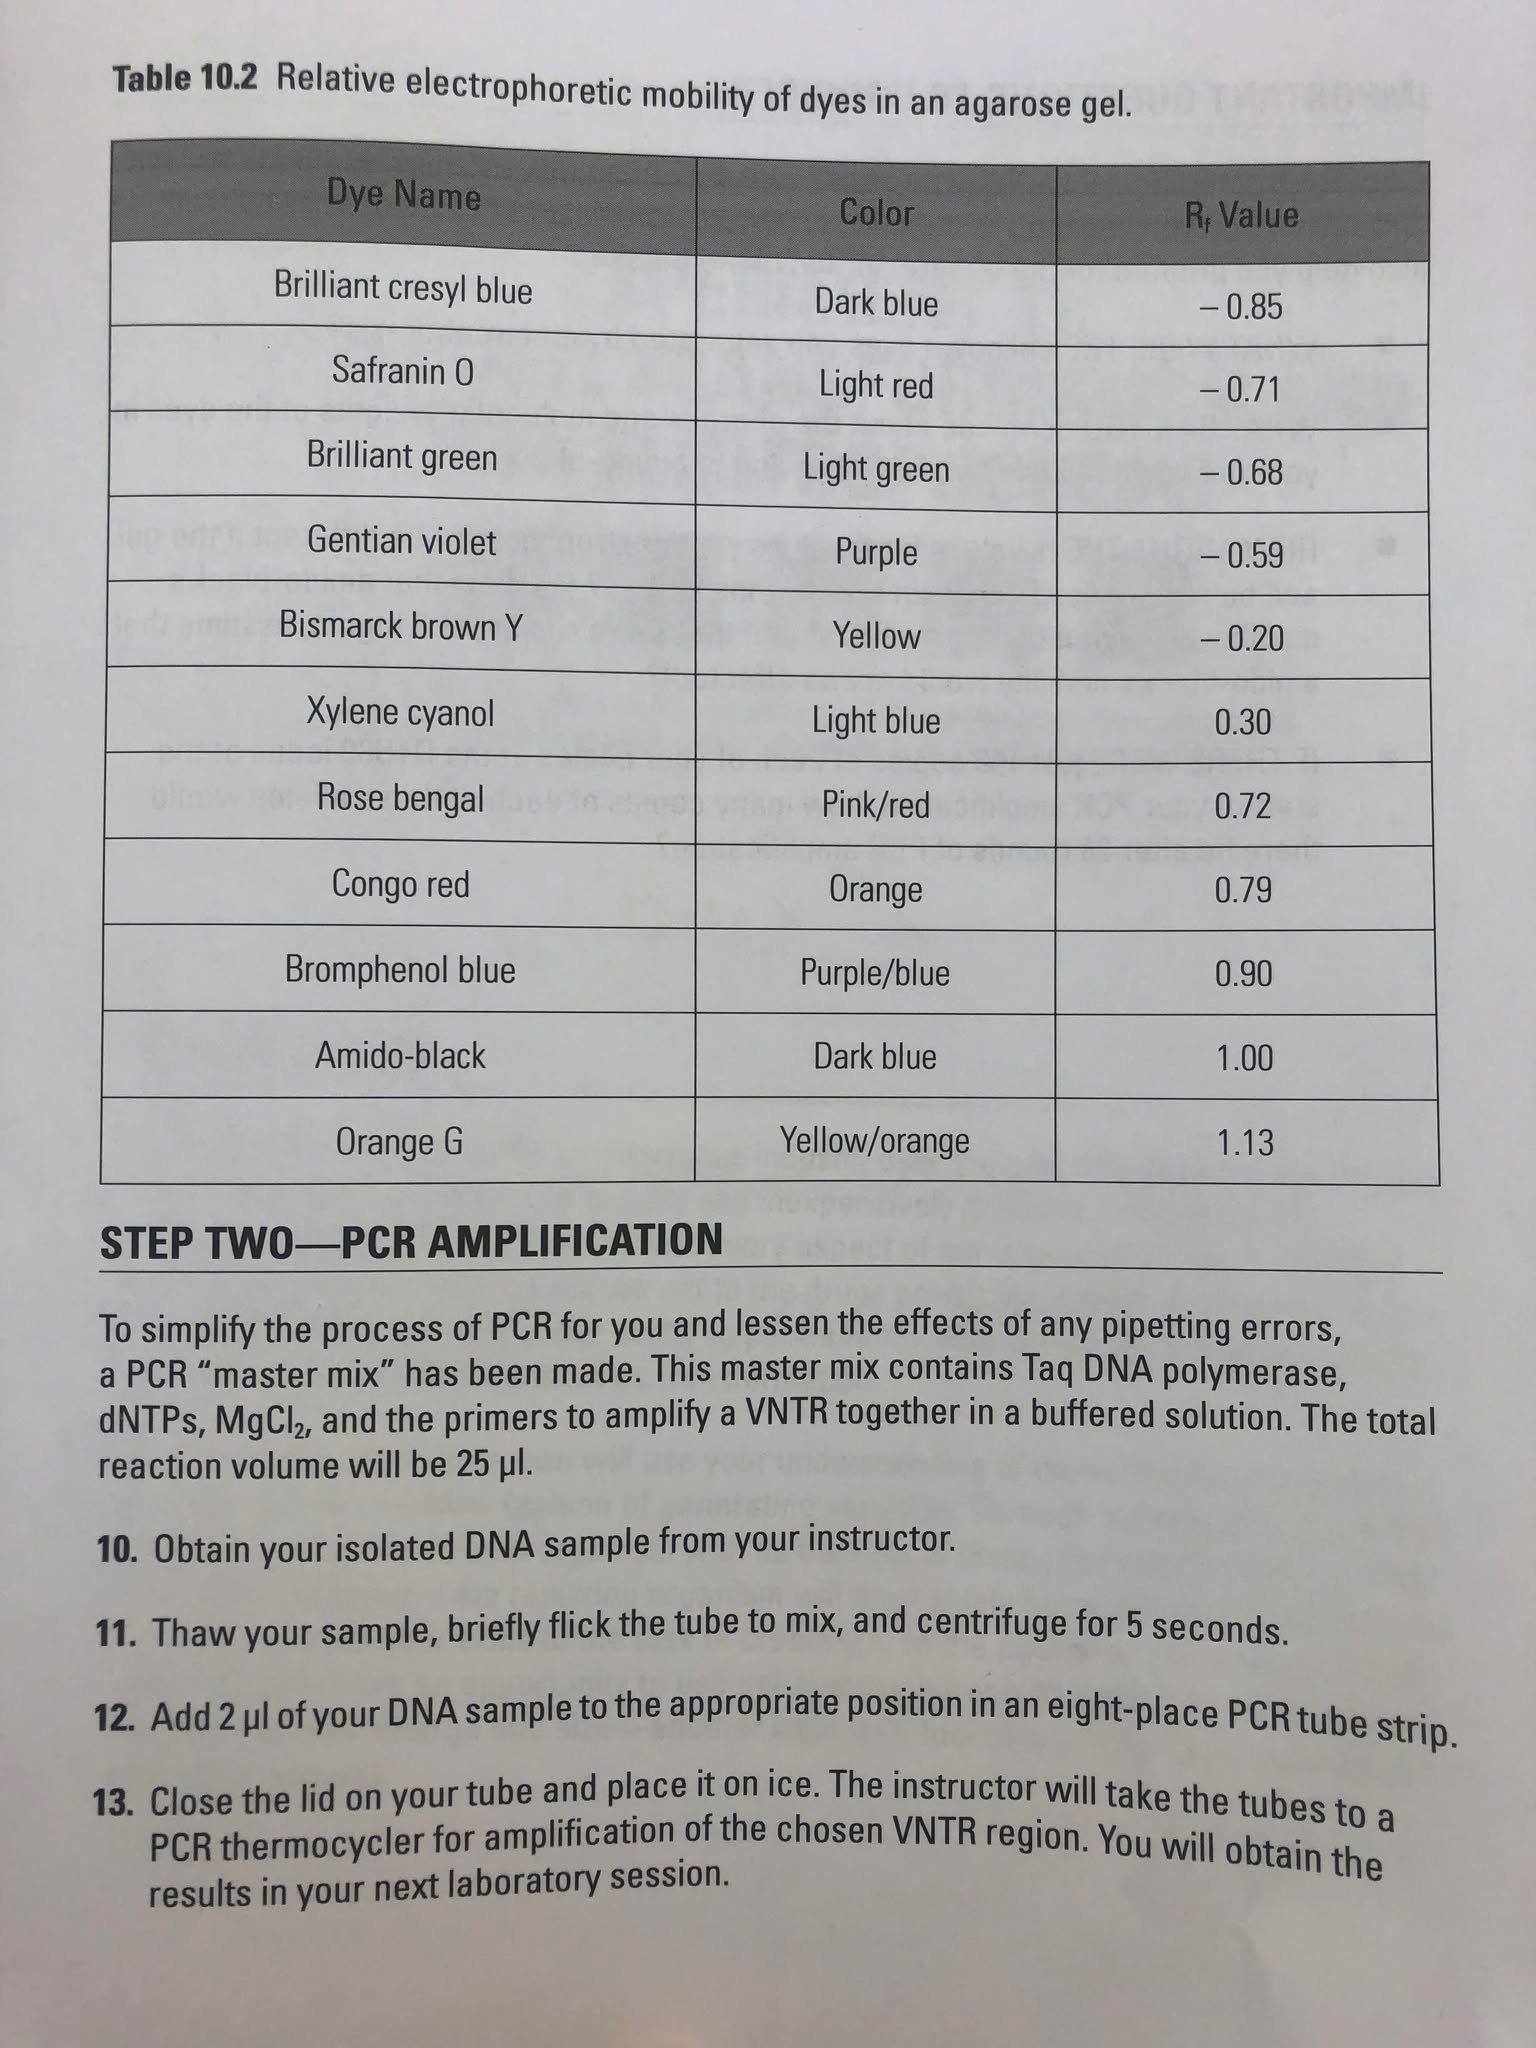 Table 10.2 Relative electrophoretic mobility of dyes in an agarose gel.
Dye Name Color Rf Value
Brilliant cresyl blue Dark blue – 0.85
Safranin O Light red – 0.71
Brilliant green Light green – 0.68
Gentian violet Purple – 0.59
Bismarck brown Y Yellow – 0.20
Xylene cyanol Light blue 0.30
Rose bengal Pink/red 0.72
Congo red Orange 0.79
Bromphenol blue Purple/blue 0.90
Amido-black Dark blue 1.00
Orange G Yellow/orange 1.13
STEP TWO—PCR AMPLIFICATION
To simplify the process of PCR for you and lessen the effects of any pipetting errors,
a PCR “master mix” has been made. This master mix contains Taq DNA polymerase,
dNTPs, MgCl₂, and the primers to amplify a VNTR together in a buffered solution. The total
reaction volume will be 25 µl.
10. Obtain your isolated DNA sample from your instructor.
11. Thaw your sample, briefly flick the tube to mix, and centrifuge for 5 seconds.
12. Add 2 µl of your DNA sample to the appropriate position in an eight-place PCR tube strip.
13. Close the lid on your tube and place it on ice. The instructor will take the tubes to a
PCR thermocycler for amplification of the chosen VNTR region. You will obtain the
results in your next laboratory session.